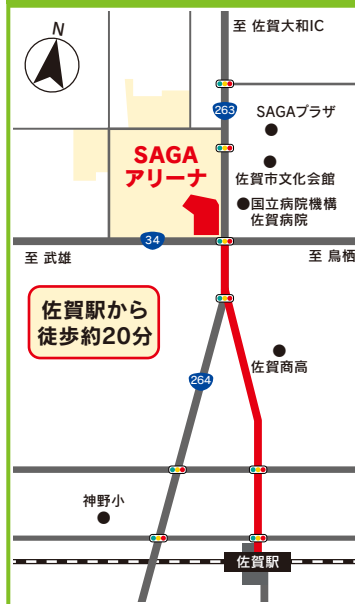 N
至 佐賀大和IC
263
SAGAプラザ
SAGA
アリーナ
佐賀市文化会館
国立病院機構
佐賀病院
34
至 武雄
至 鳥栖
佐賀駅から
徒歩約20分
佐賀商高
264
神野小
佐賀駅